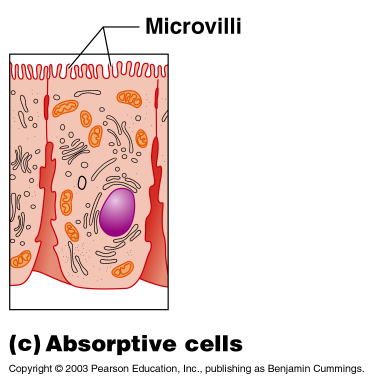 Microvilli
(c) Absorptive cells
Copyright © 2003 Pearson Education, Inc., publishing as Benjamin Cummings.